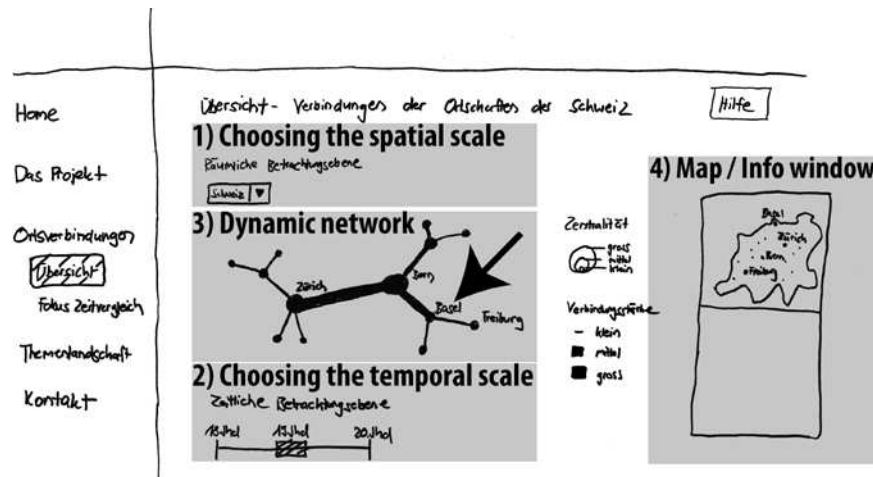 Home
Das Projekt
Ortsverbindungen
Übersicht
Fokus Zeitvergleich
Themenlandschaft
Kontakt
Übersicht - Verbindungen der Ortschaften der Schweiz
Hilfe
1) Choosing the spatial scale
Räumliche Betrachtungsebene
Schweiz
3) Dynamic network
Zürich
Bern
Basel
Freiburg
Zentralität
gross
mittel
klein
Verbindungsstärke
klein
mittel
gross
2) Choosing the temporal scale
Zeitliche Betrachtungsebene
18.Jhd 19.Jhd 20.Jhd
4) Map / Info window
Basel
Zürich
Bern
Freiburg